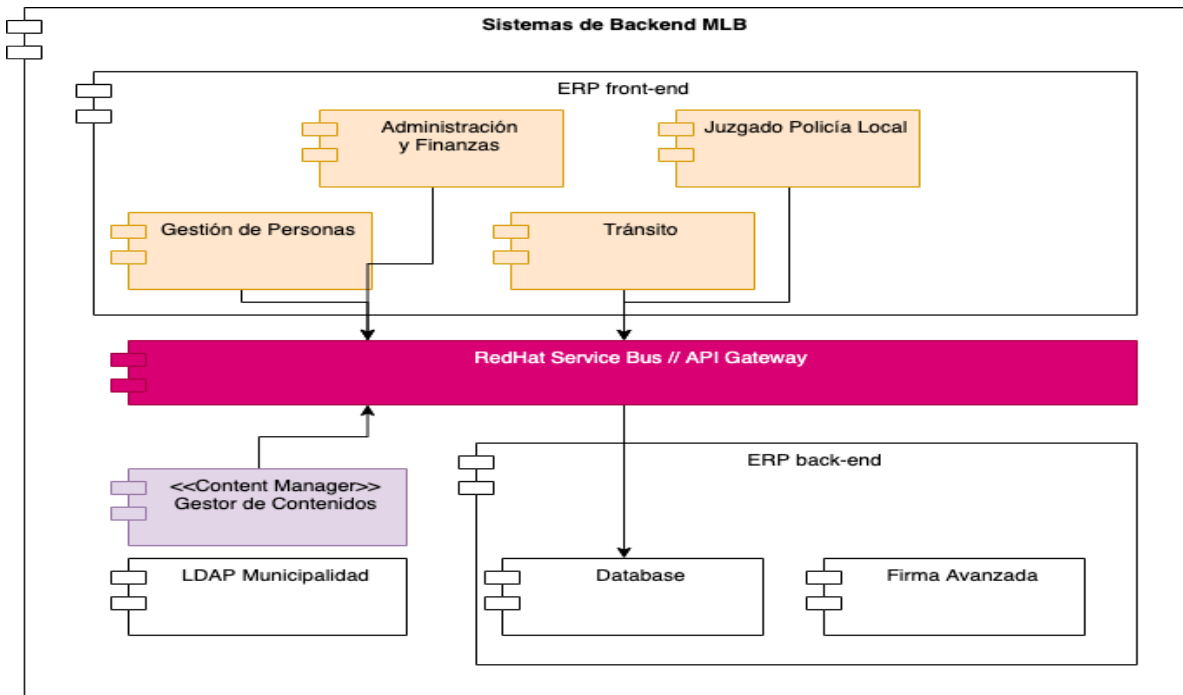 Sistemas de Backend MLB
ERP front-end
Administración
y Finanzas
Juzgado Policía Local
Gestión de Personas
Tránsito
RedHat Service Bus // API Gateway
<<Content Manager>>
Gestor de Contenidos
ERP back-end
LDAP Municipalidad
Database
Firma Avanzada